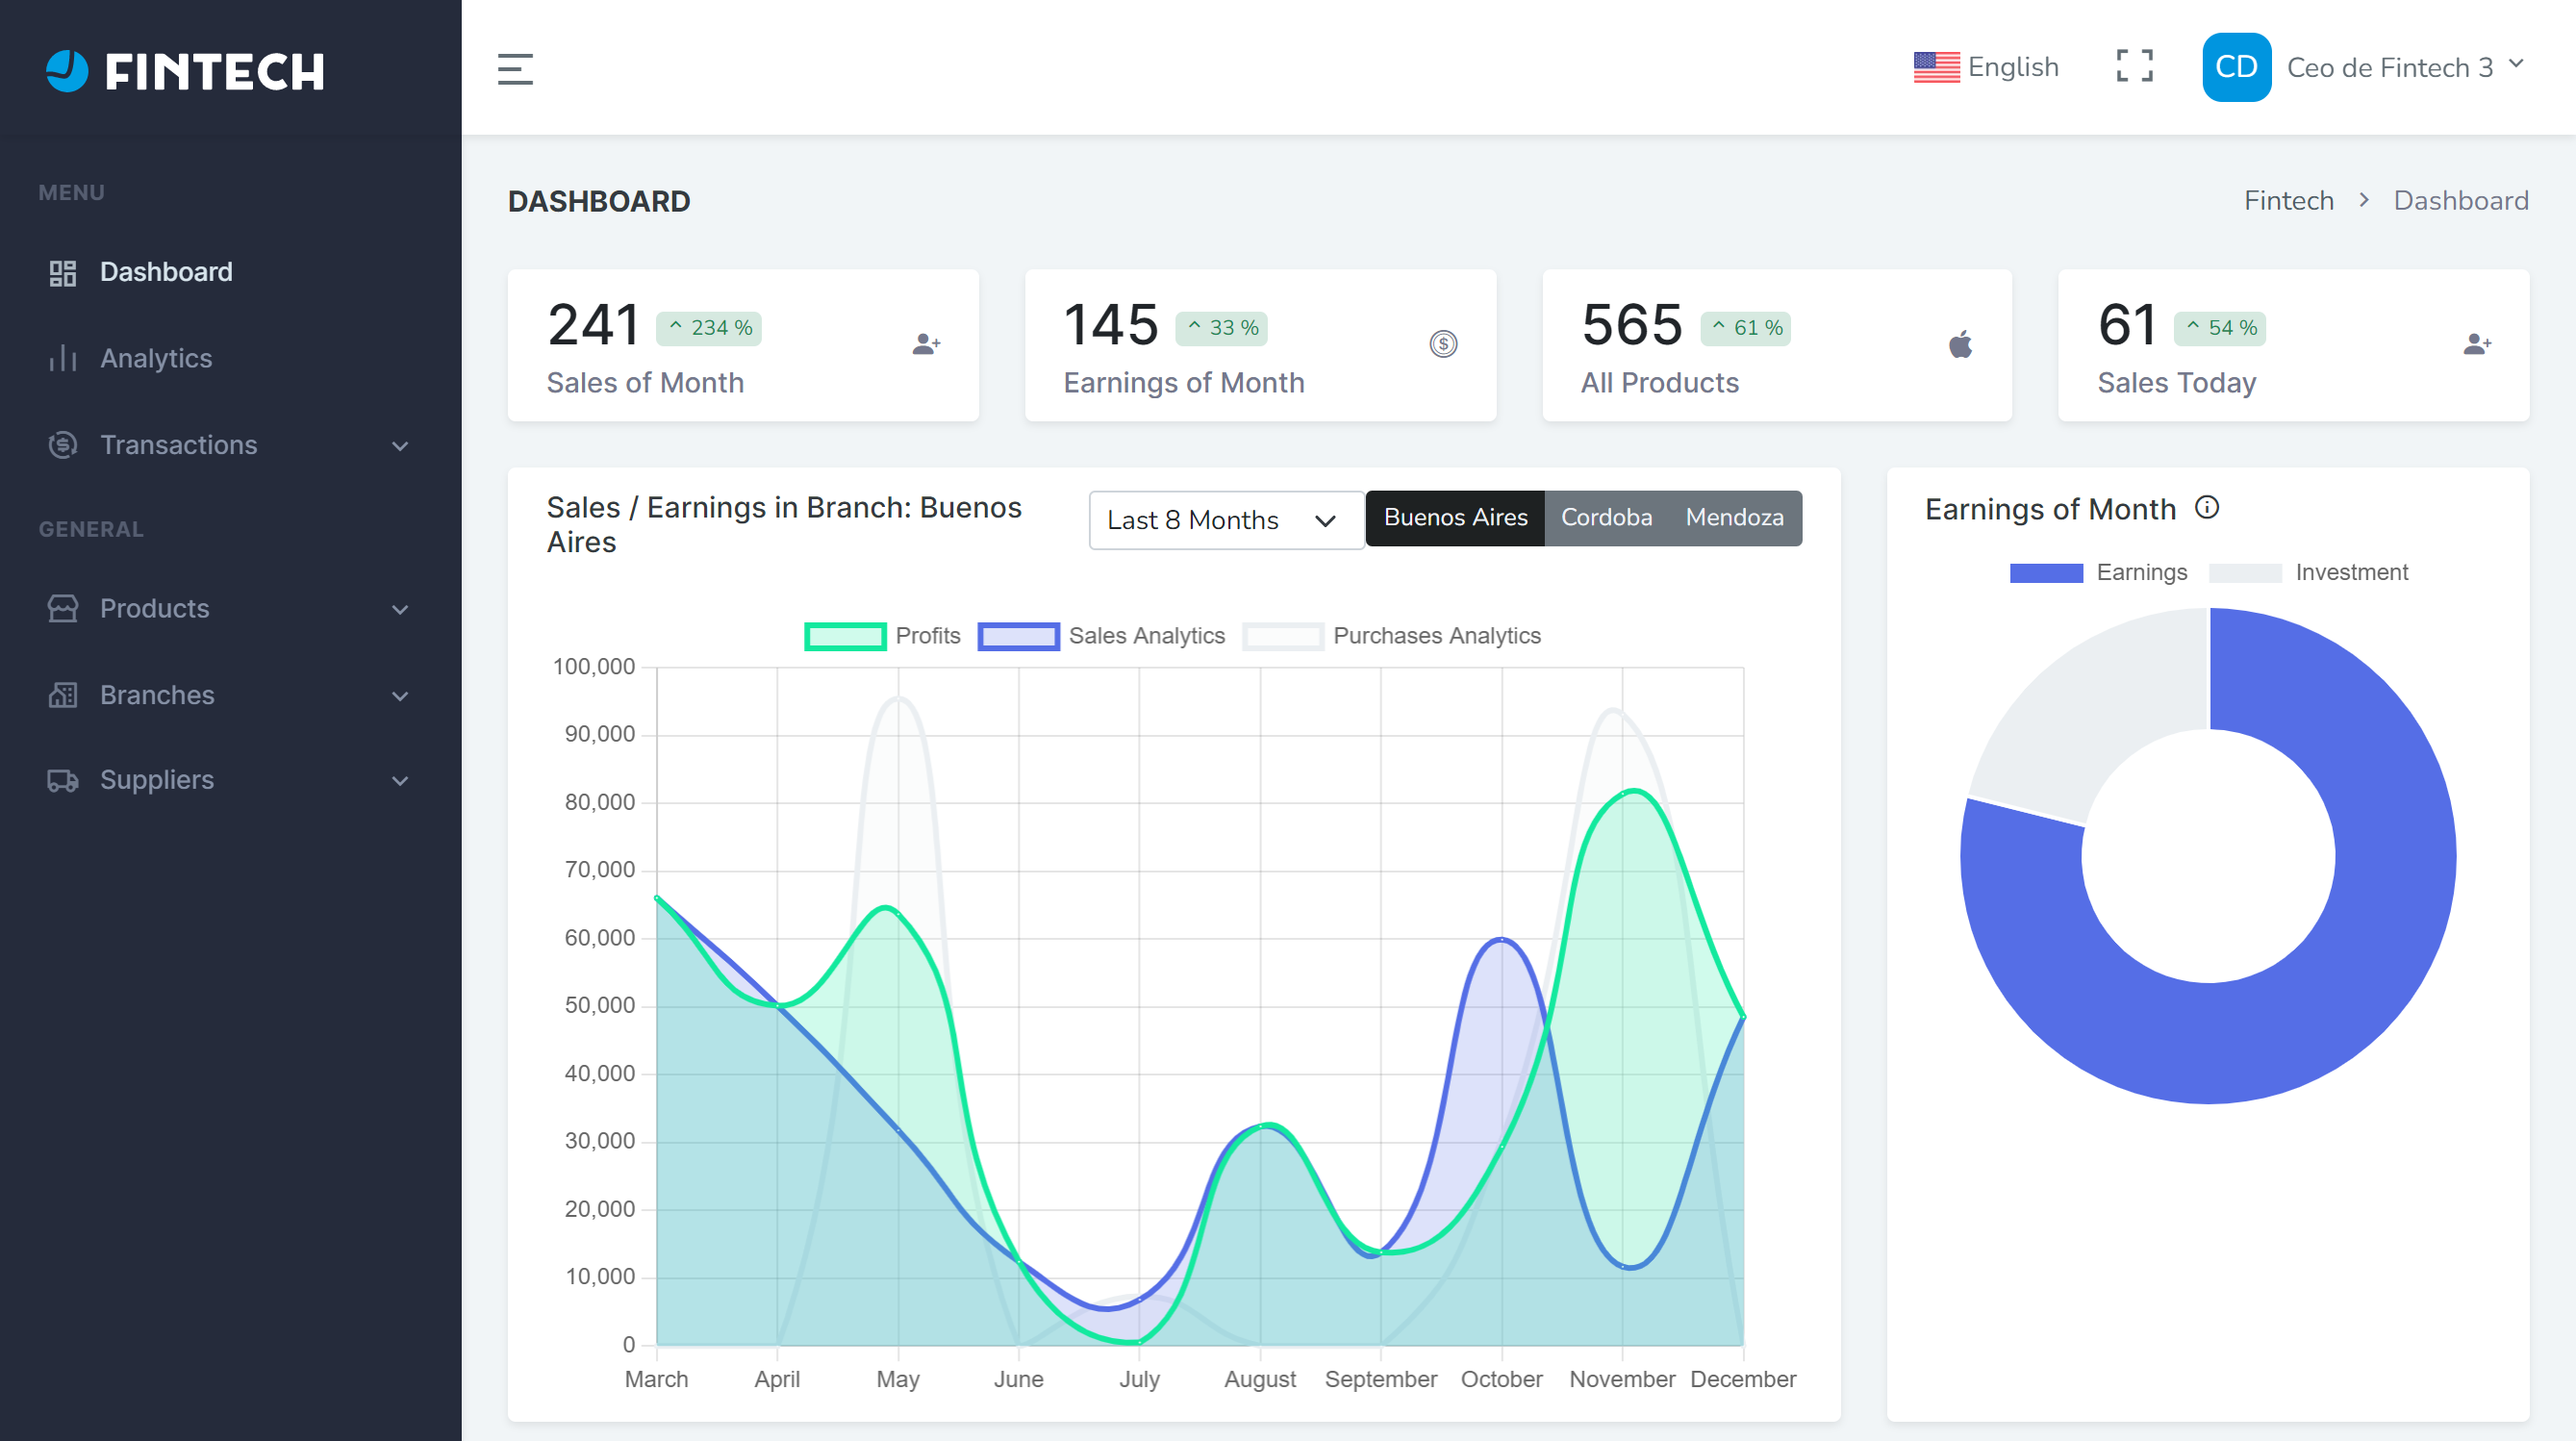 FINTECH
English
CD
Ceo de Fintech 3
MENU
Dashboard
Analytics
Transactions
GENERAL
Products
Branches
Suppliers
DASHBOARD
Fintech > Dashboard
241 ^ 234 %
Sales of Month
145 ^ 33 %
Earnings of Month
565 ^ 61 %
All Products
61 ^ 54 %
Sales Today
Sales / Earnings in Branch: Buenos
Aires
Last 8 Months
Buenos Aires
Cordoba
Mendoza
Profits
Sales Analytics
Purchases Analytics
100,000
90,000
80,000
70,000
60,000
50,000
40,000
30,000
20,000
10,000
0
March April May June July August September October November December
Earnings of Month
Earnings
Investment